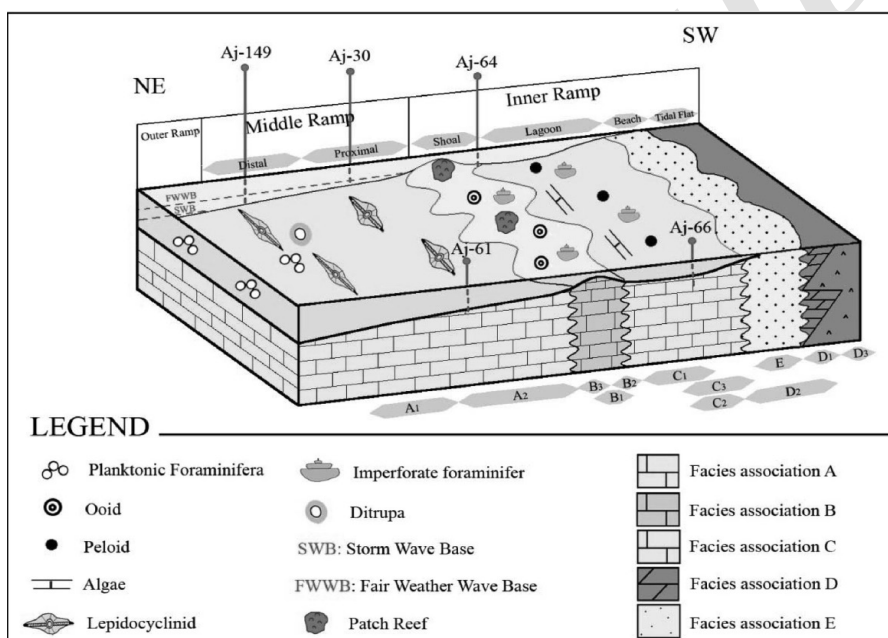 SW
NE
Aj-149
Aj-30
Aj-64
Outer Ramp
Middle Ramp
Inner Ramp
Distal
Proximal
Shoal
Lagoon
Beach
Tidal Flat
FWWB
SWB
Aj-61
Aj-66
A1
A2
B3
B2
B1
C1
C3
C2
E
D1
D3
D2
LEGEND
Planktonic Foraminifera
Ooid
Peloid
Algae
Lepidocyclinid
Imperforate foraminifer
Ditrupa
SWB: Storm Wave Base
FWWB: Fair Weather Wave Base
Patch Reef
Facies association A
Facies association B
Facies association C
Facies association D
Facies association E